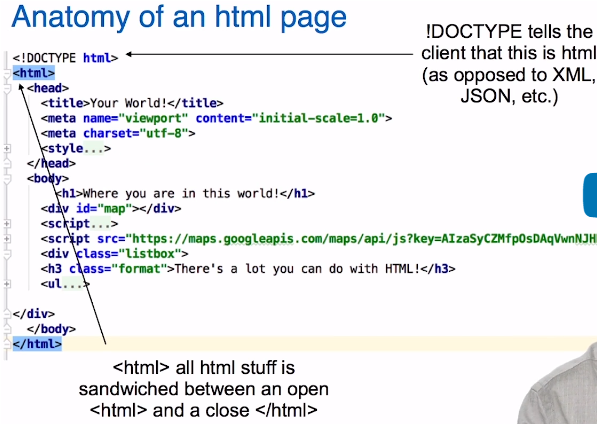 Anatomy of an html page
!DOCTYPE tells the
client that this is html
(as opposed to XML,
JSON, etc.)
<!DOCTYPE html>
<html>
<head>
<title>Your World!</title>
<meta name="viewport" content="initial-scale=1.0">
<meta charset="utf-8">
<style...>
</head>
<body>
<h1>Where you are in this world!</h1>
<div id="map"></div>
<script...>
<script src="https://maps.googleapis.com/maps/api/js?key=AIzaSyCZMfpOsDAqVwnNJH
<div class="listbox">
<h3 class="format">There's a lot you can do with HTML!</h3>
<ul...>
</div>
</body>
</html>
<html> all html stuff is
sandwiched between an open
<html> and a close </html>